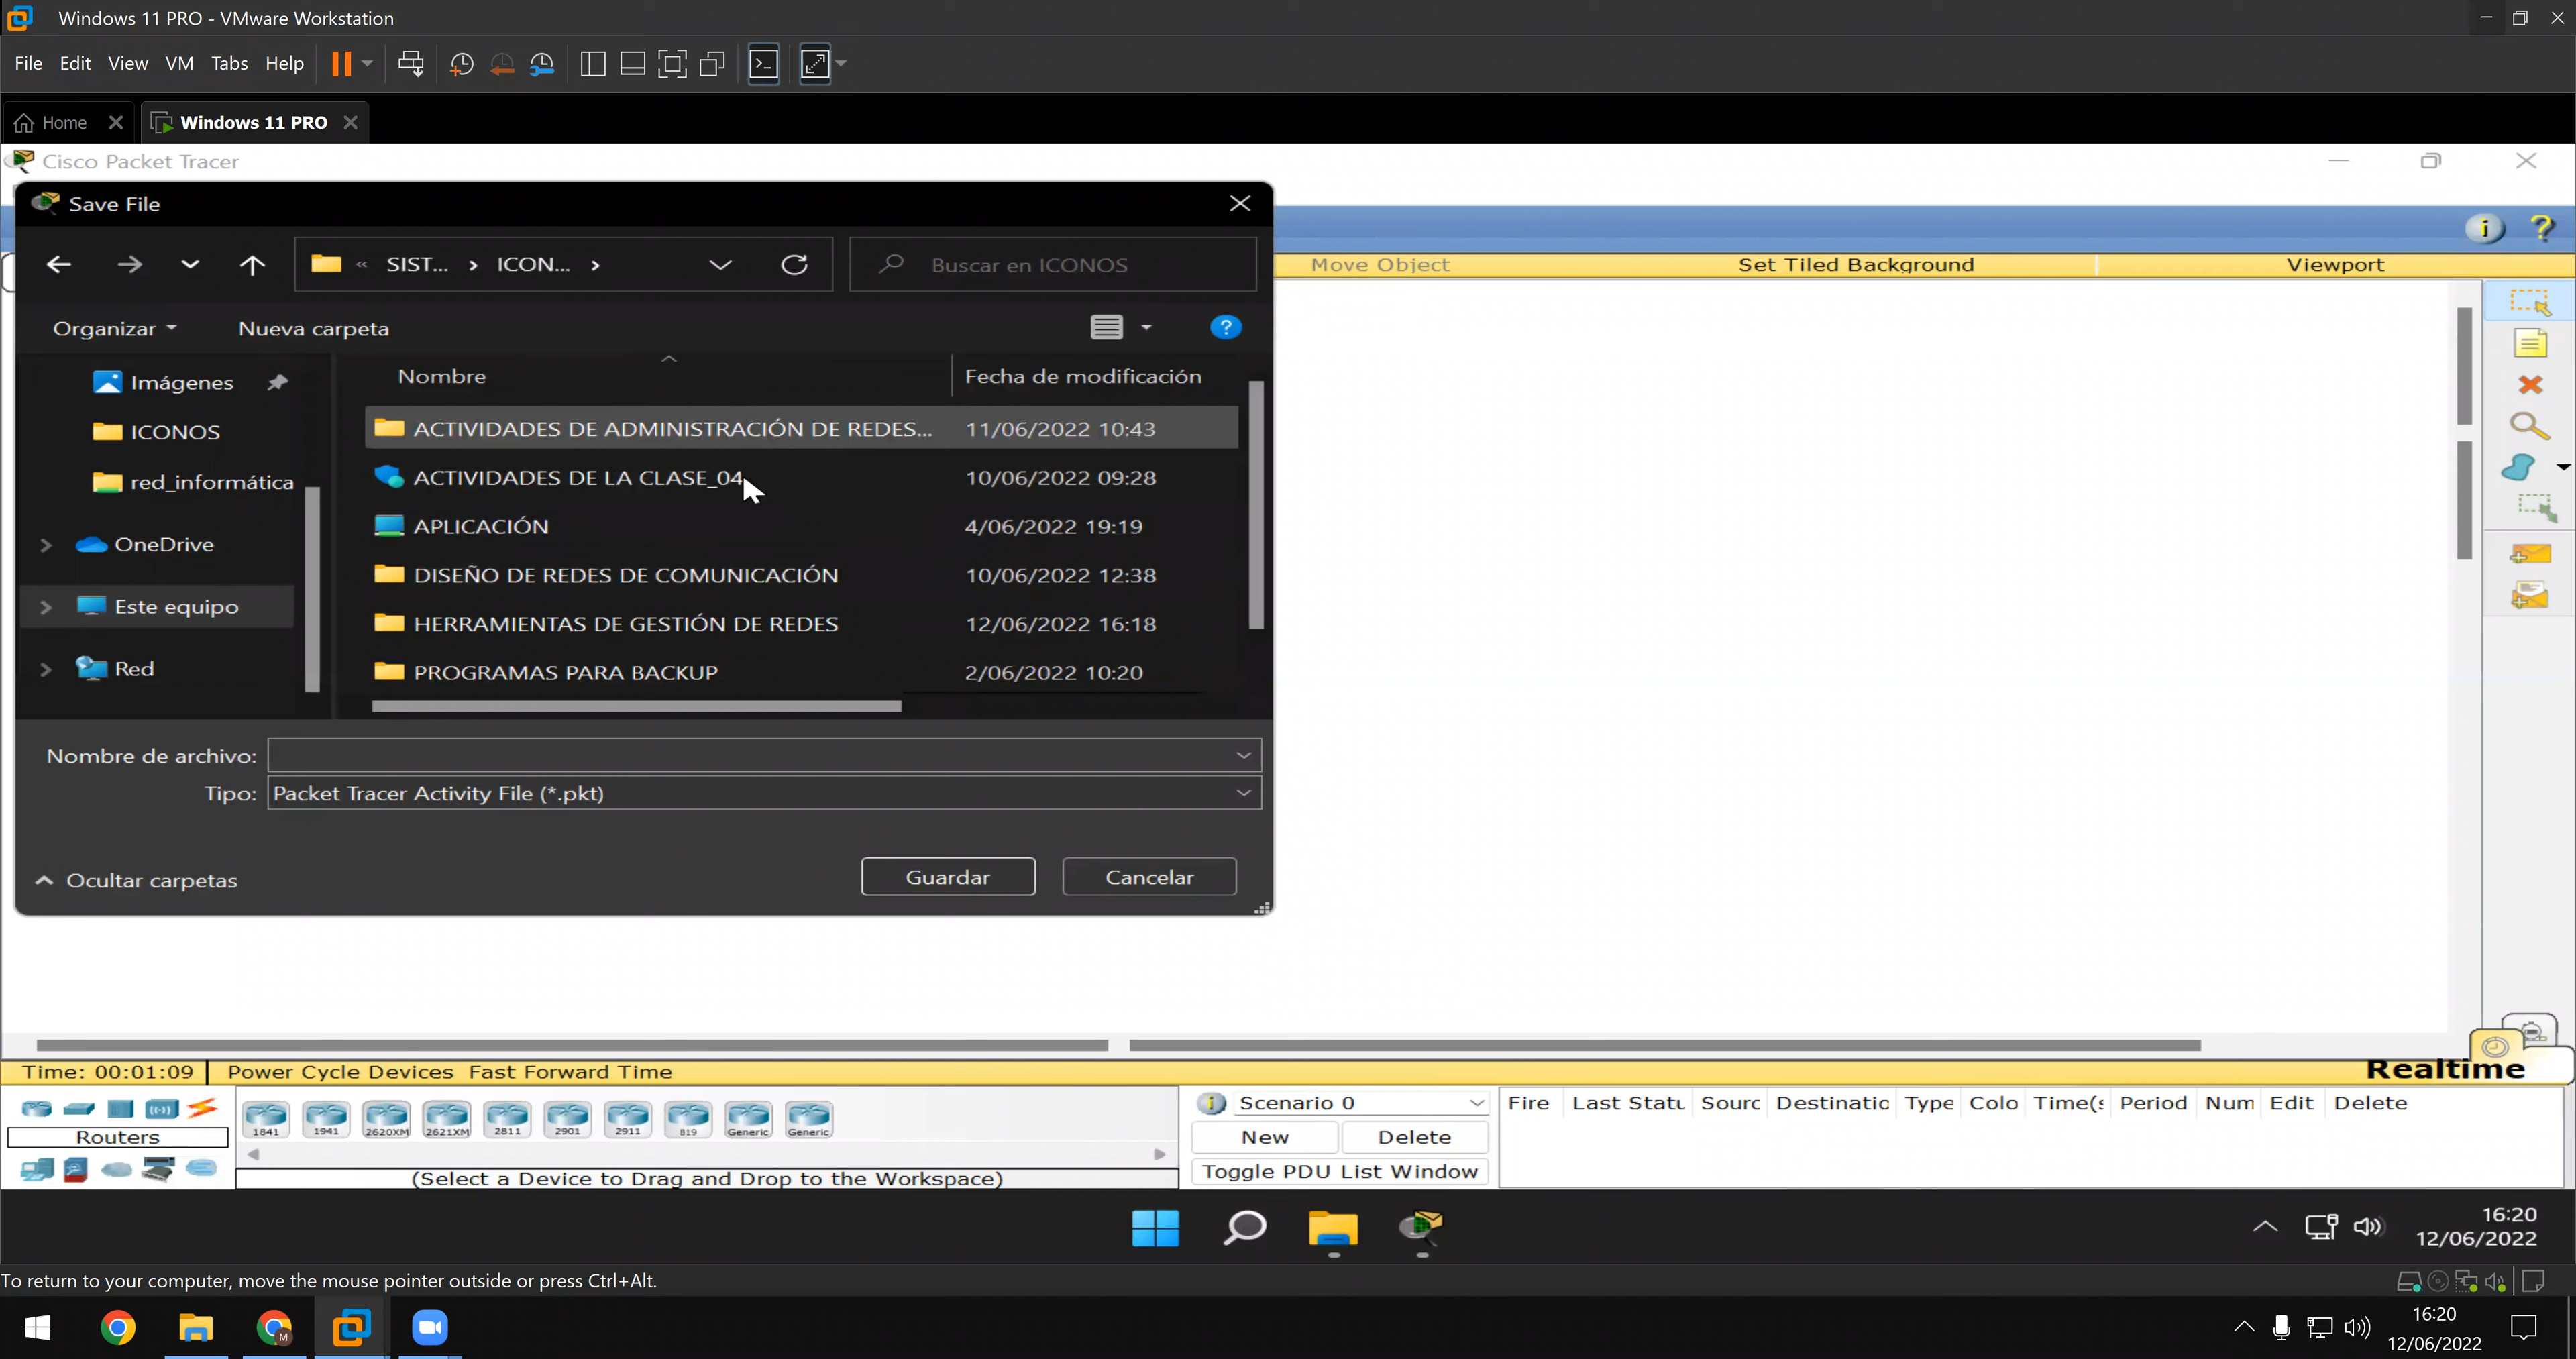 Windows 11 PRO - VMware Workstation
File Edit View VM Tabs Help
Home
Windows 11 PRO
Cisco Packet Tracer
Save File
« SIST... › ICON... ›
Buscar en ICONOS
Move Object Set Tiled Background Viewport
Organizar Nueva carpeta
Nombre Fecha de modificación
Imágenes
ICONOS
red_informática
OneDrive
Este equipo
Red
ACTIVIDADES DE ADMINISTRACIÓN DE REDES... 11/06/2022 10:43
ACTIVIDADES DE LA CLASE_04 10/06/2022 09:28
APLICACIÓN 4/06/2022 19:19
DISEÑO DE REDES DE COMUNICACIÓN 10/06/2022 12:38
HERRAMIENTAS DE GESTIÓN DE REDES 12/06/2022 16:18
PROGRAMAS PARA BACKUP 2/06/2022 10:20
Nombre de archivo:
Tipo: Packet Tracer Activity File (*.pkt)
Ocultar carpetas
Guardar Cancelar
Time: 00:01:09 Power Cycle Devices Fast Forward Time
Realtime
Routers
1841 1941 2620XM 2621XM 2811 2901 2911 819 Generic Generic
(Select a Device to Drag and Drop to the Workspace)
Scenario 0
New Delete
Toggle PDU List Window
Fire Last Statu Sourc Destinatio Type Colo Time(s Period Num Edit Delete
16:20
12/06/2022
To return to your computer, move the mouse pointer outside or press Ctrl+Alt.
M
16:20
12/06/2022